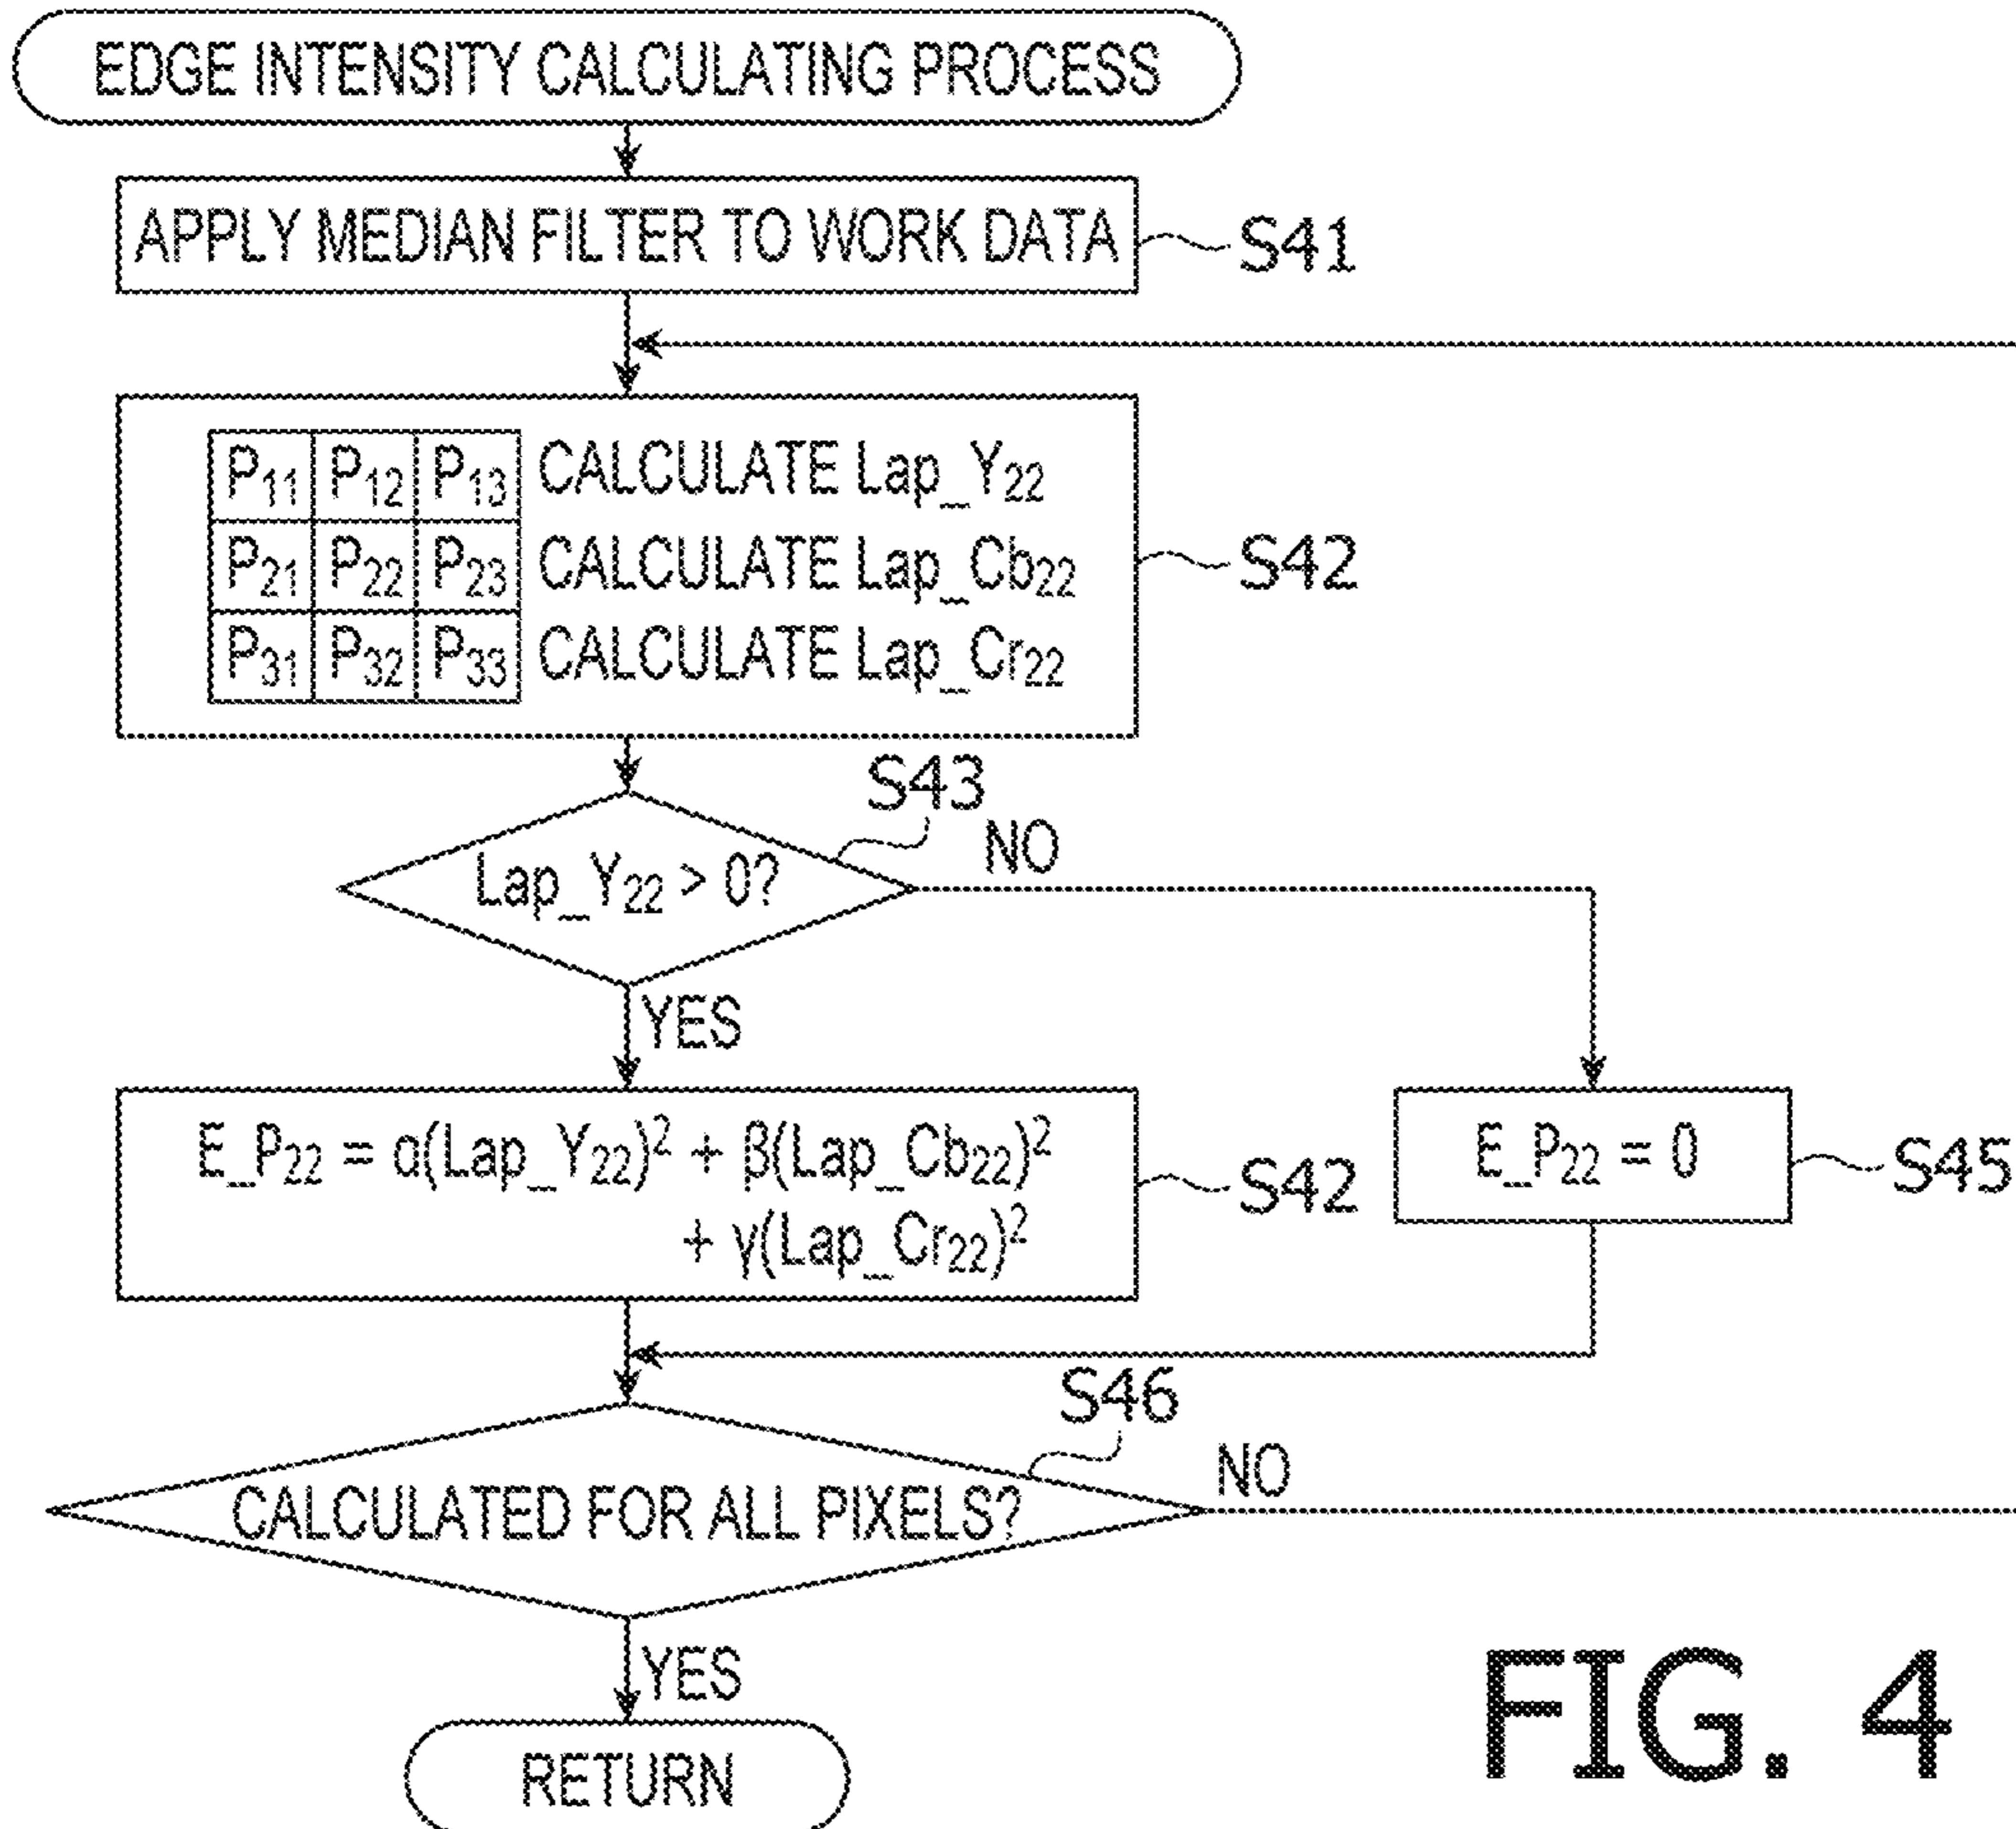 EDGE INTENSITY CALCULATING PROCESS
APPLY MEDIAN FILTER TO WORK DATA
S41
P11 P12 P13 CALCULATE Lap_Y22
P21 P22 P23 CALCULATE Lap_Cb22
S42
P31 P32 P33 CALCULATE Lap_Cr22
S43
Lap_Y22 > 0?
NO
YES
E_P22 = α(Lap_Y22)² + β(Lap_Cb22)²
+ γ(Lap_Cr22)²
S42
E_P22 = 0
S45
S46
CALCULATED FOR ALL PIXELS?
NO
YES
RETURN
FIG. 4